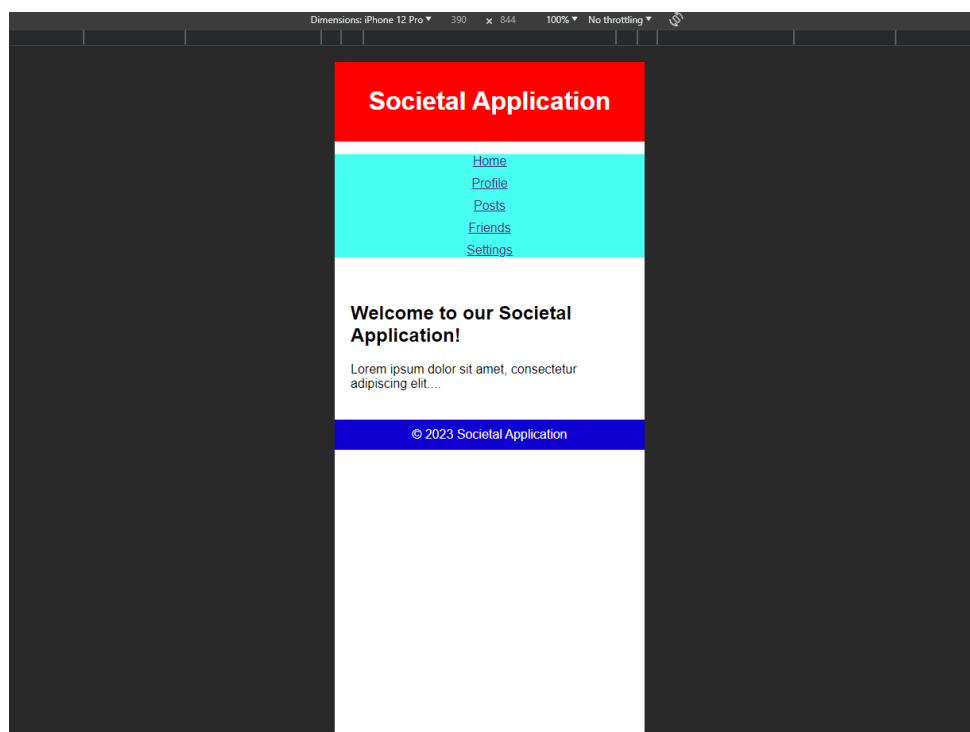 Dimensions: iPhone 12 Pro ▼ 390 x 844 100% ▼ No throttling ▼
Societal Application
Home
Profile
Posts
Friends
Settings
Welcome to our Societal
Application!
Lorem ipsum dolor sit amet, consectetur
adipiscing elit....
© 2023 Societal Application